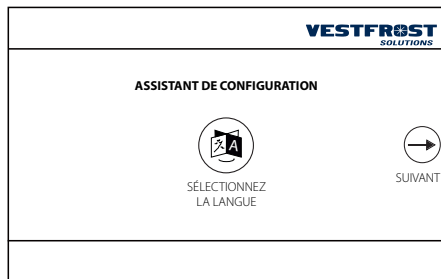 VESTFROST
SOLUTIONS
ASSISTANT DE CONFIGURATION
A
SÉLECTIONNEZ
LA LANGUE
SUIVANT